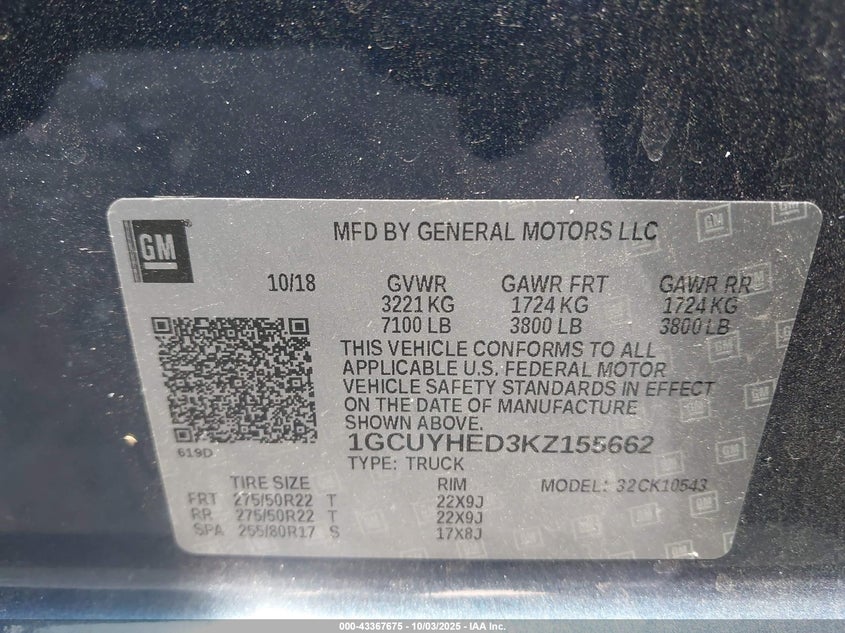 GM
MFD BY GENERAL MOTORS LLC
10/18 GVWR GAWR FRT GAWR RR
3221 KG 1724 KG 1724 KG
7100 LB 3800 LB 3800 LB
THIS VEHICLE CONFORMS TO ALL
APPLICABLE U.S. FEDERAL MOTOR
VEHICLE SAFETY STANDARDS IN EFFECT
ON THE DATE OF MANUFACTURE
SHOWN ABOVE.
619D
1GCUYHED3KZ155662
TYPE: TRUCK
TIRE SIZE RIM MODEL: 32CK10543
FRT 275/50R22 T 22X9J
RR 275/50R22 T 22X9J
SPA 255/80R17 S 17X8J
000-43367675 - 10/03/2025 - IAA Inc.